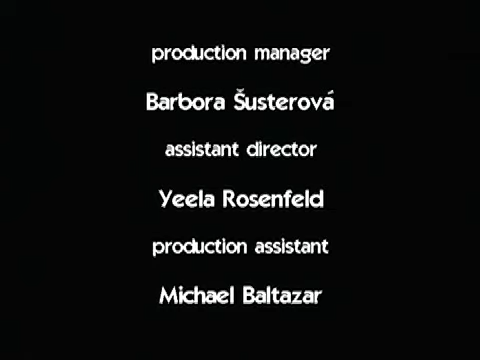 production manager
Barbora Šusterová
assistant director
Yeela Rosenfeld
production assistant
Michael Baltazar